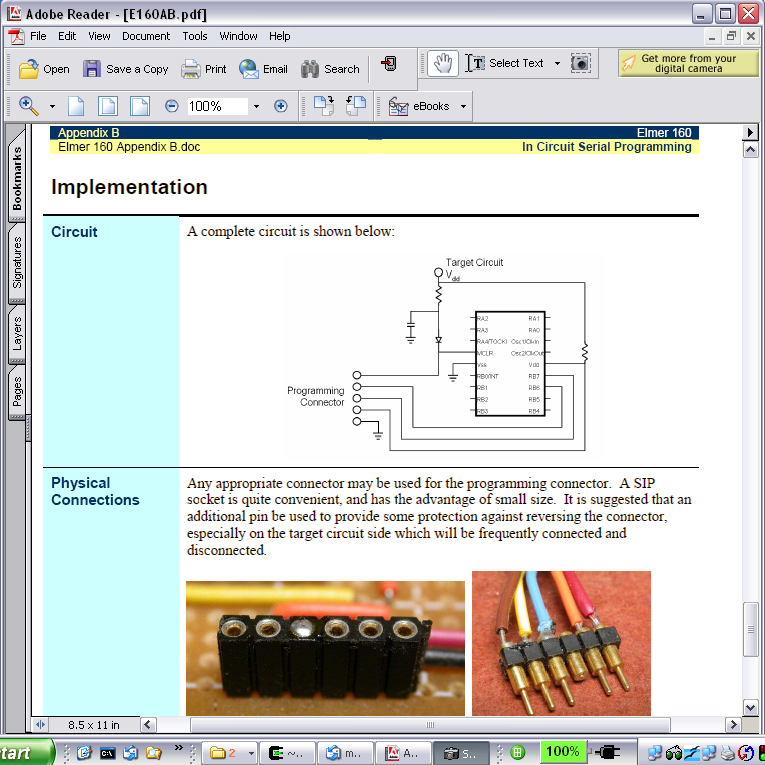 Adobe Reader - [E160AB.pdf]
File Edit View Document Tools Window Help
Open Save a Copy Print Email Search Select Text
Get more from your
digital camera
100% eBooks
Bookmarks
Signatures
Layers
Pages
Appendix B Elmer 160
Elmer 160 Appendix B.doc In Circuit Serial Programming
Implementation
Circuit
A complete circuit is shown below:
Target Circuit
Vdd
RA2 RA1
RA3 RA0
RA4/T0CKI Osc1/ClkIn
MCLR Osc2/ClkOut
Vss Vdd
RB0/INT RB7
RB1 RB6
RB2 RB5
RB3 RB4
Programming
Connector
Physical
Connections
Any appropriate connector may be used for the programming connector. A SIP
socket is quite convenient, and has the advantage of small size. It is suggested that an
additional pin be used to provide some protection against reversing the connector,
especially on the target circuit side which will be frequently connected and
disconnected.
8.5 x 11 in
start » 2 ~.. m.. A.. S.. 100%